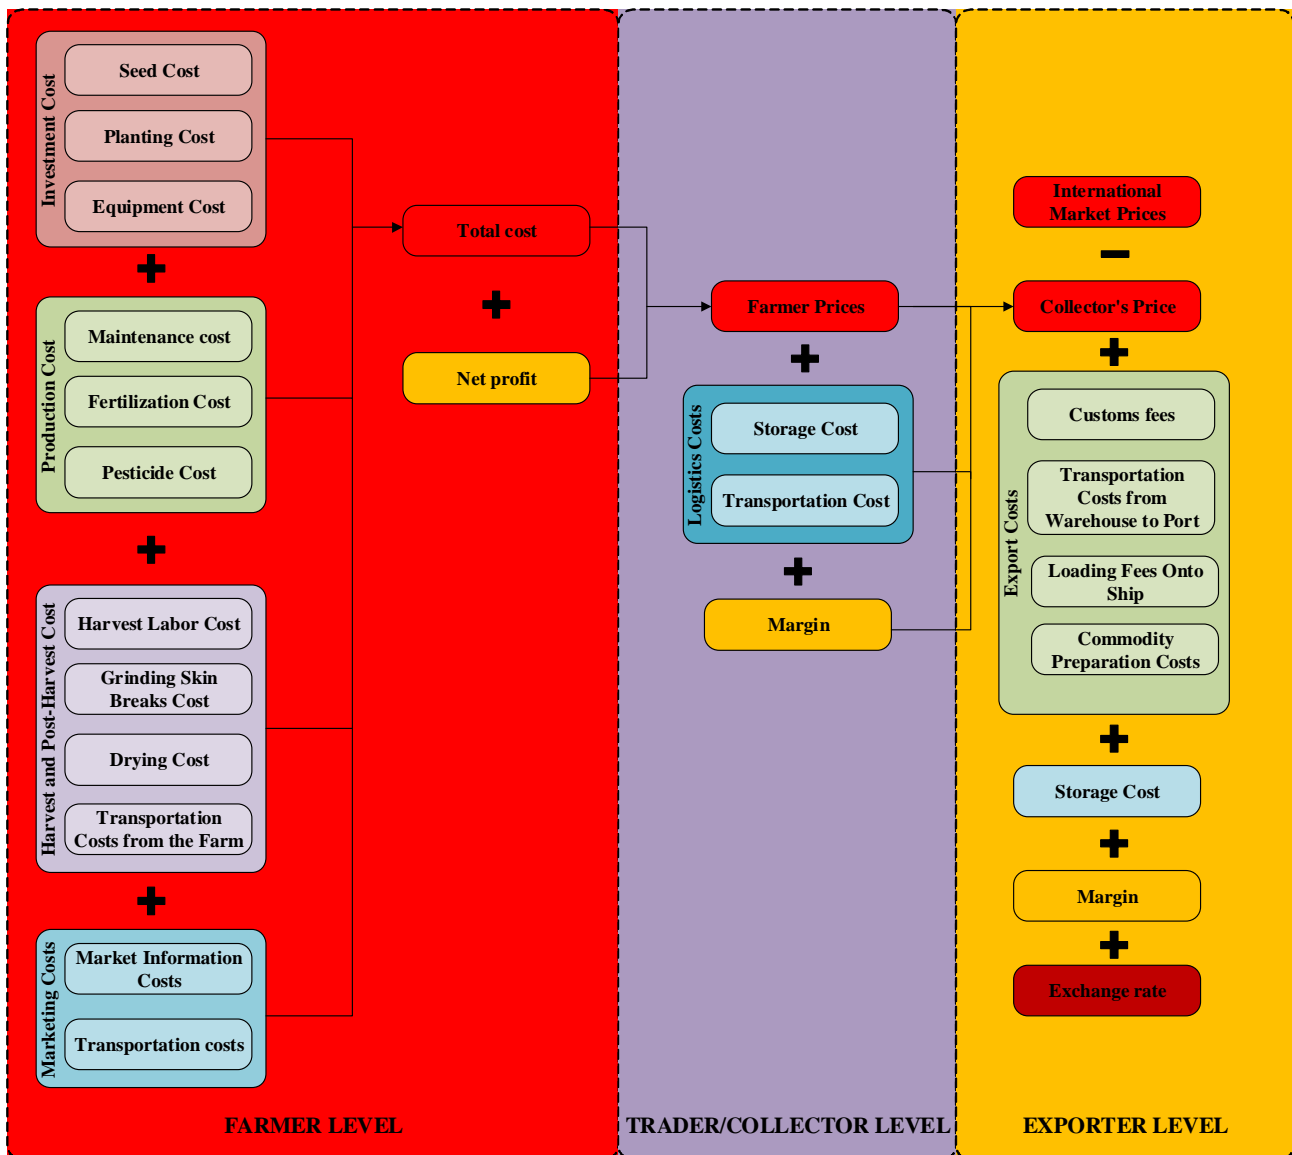 Investment Cost
Seed Cost
Planting Cost
Equipment Cost
Production Cost
Maintenance cost
Fertilization Cost
Pesticide Cost
Harvest and Post-Harvest Cost
Harvest Labor Cost
Grinding Skin
Breaks Cost
Drying Cost
Transportation
Costs from the Farm
Marketing Costs
Market Information
Costs
Transportation costs
Total cost
Net profit
FARMER LEVEL
Farmer Prices
Logistics Costs
Storage Cost
Transportation Cost
Margin
TRADER/COLLECTOR LEVEL
International
Market Prices
Collector's Price
Export Costs
Customs fees
Transportation
Costs from
Warehouse to Port
Loading Fees Onto
Ship
Commodity
Preparation Costs
Storage Cost
Margin
Exchange rate
EXPORTER LEVEL